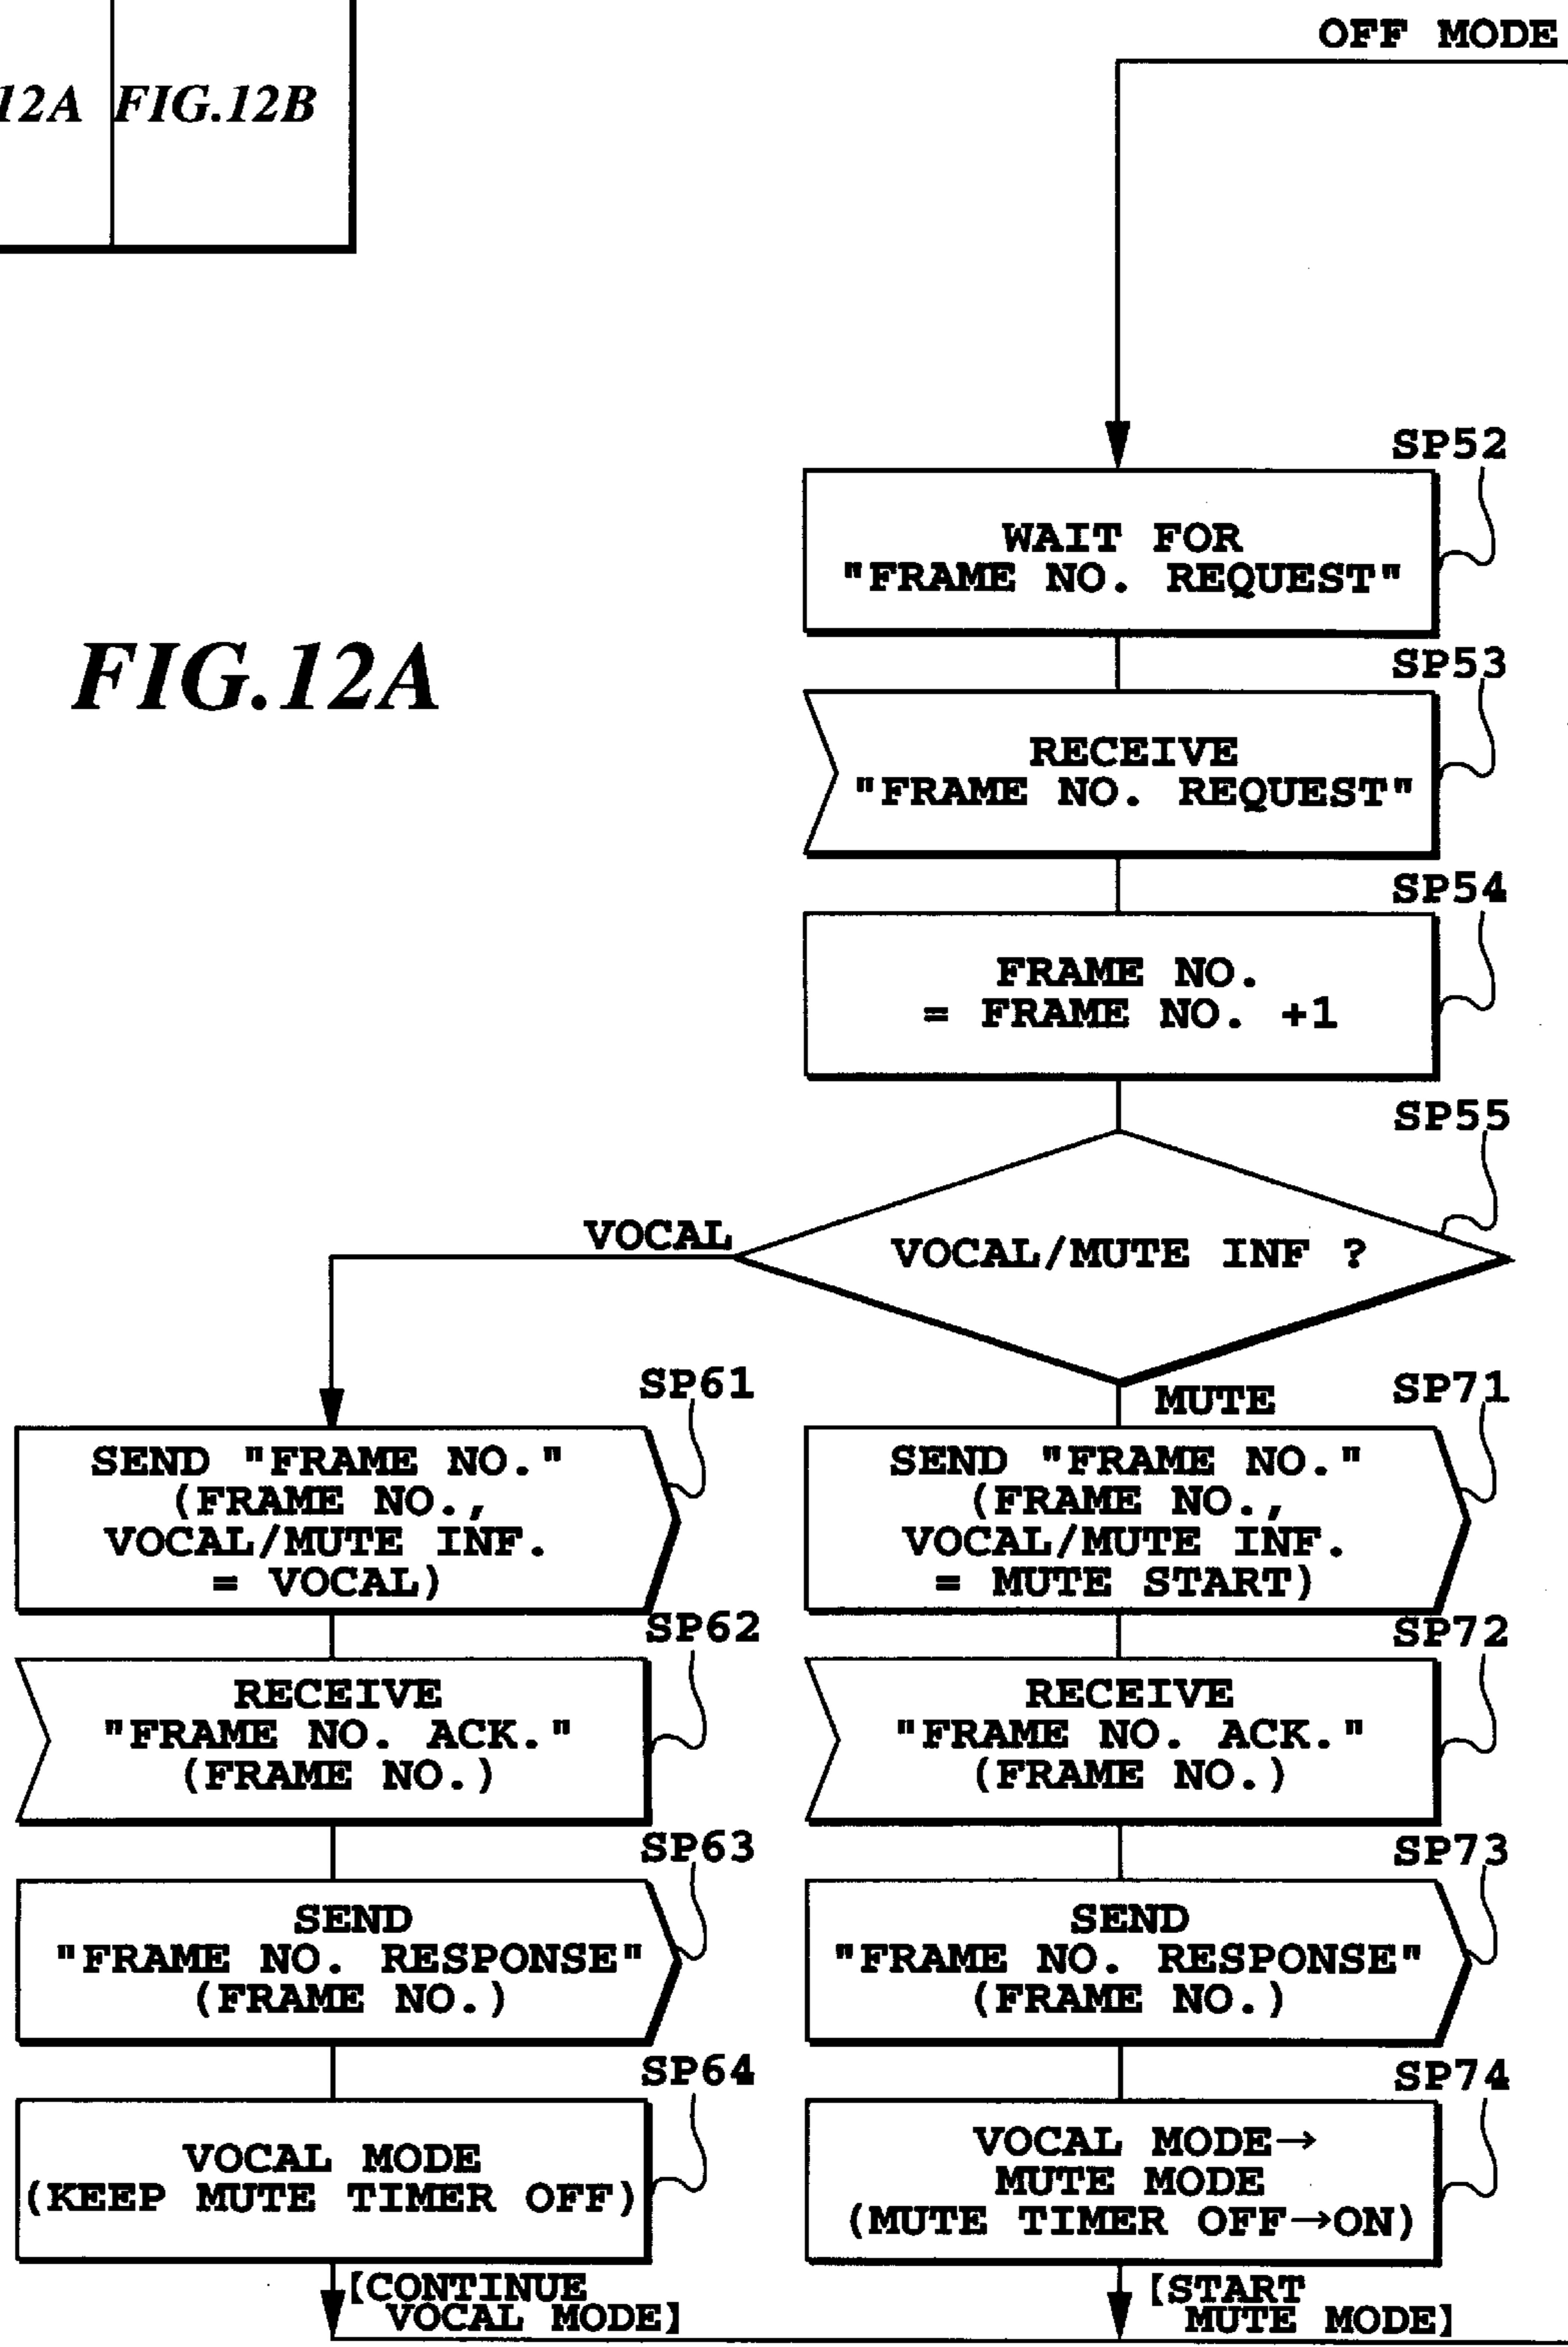 OFF MODE
12A FIG.12B
SP52
WAIT FOR
"FRAME NO. REQUEST"
FIG.12A
SP53
RECEIVE
"FRAME NO. REQUEST"
SP54
FRAME NO.
= FRAME NO. +1
SP55
VOCAL/MUTE INF ?
VOCAL
MUTE
SP61
SEND "FRAME NO."
(FRAME NO.,
VOCAL/MUTE INF.
= VOCAL)
SP62
RECEIVE
"FRAME NO. ACK."
(FRAME NO.)
SP63
SEND
"FRAME NO. RESPONSE"
(FRAME NO.)
SP64
VOCAL MODE
(KEEP MUTE TIMER OFF)
[CONTINUE
VOCAL MODE]
SP71
SEND "FRAME NO."
(FRAME NO.,
VOCAL/MUTE INF.
= MUTE START)
SP72
RECEIVE
"FRAME NO. ACK."
(FRAME NO.)
SP73
SEND
"FRAME NO. RESPONSE"
(FRAME NO.)
SP74
VOCAL MODE→
MUTE MODE
(MUTE TIMER OFF→ON)
[START
MUTE MODE]